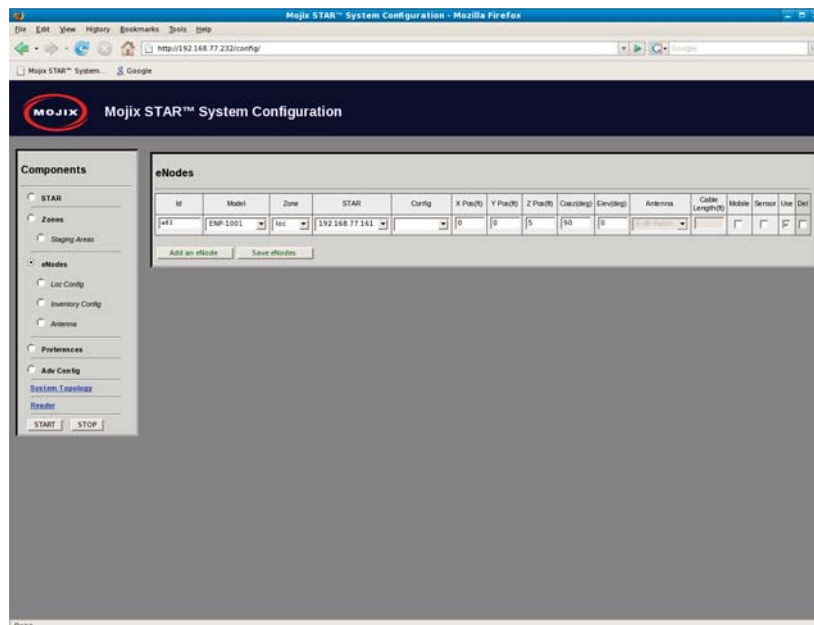 Mojix STAR™ System Configuration - Mozilla Firefox
File Edit View History Bookmarks Tools Help
http://192.168.77.232/config/
Google
Mojix STAR™ System... Google
MOJIX Mojix STAR™ System Configuration
Components
STAR
Zones
Staging Areas
eNodes
Loc Config
Inventory Config
Antenna
Preferences
Adv Config
System Topology
Reader
START STOP
eNodes
Id Model Zone STAR Config X Pos(ft) Y Pos(ft) Z Pos(ft) Coaz(deg) Elev(deg) Antenna Cable Length(ft) Mobile Sensor Use Del
ENP-1001 loc 192.168.77.161 0 0 5 90 0
Add an eNode Save eNodes
Done